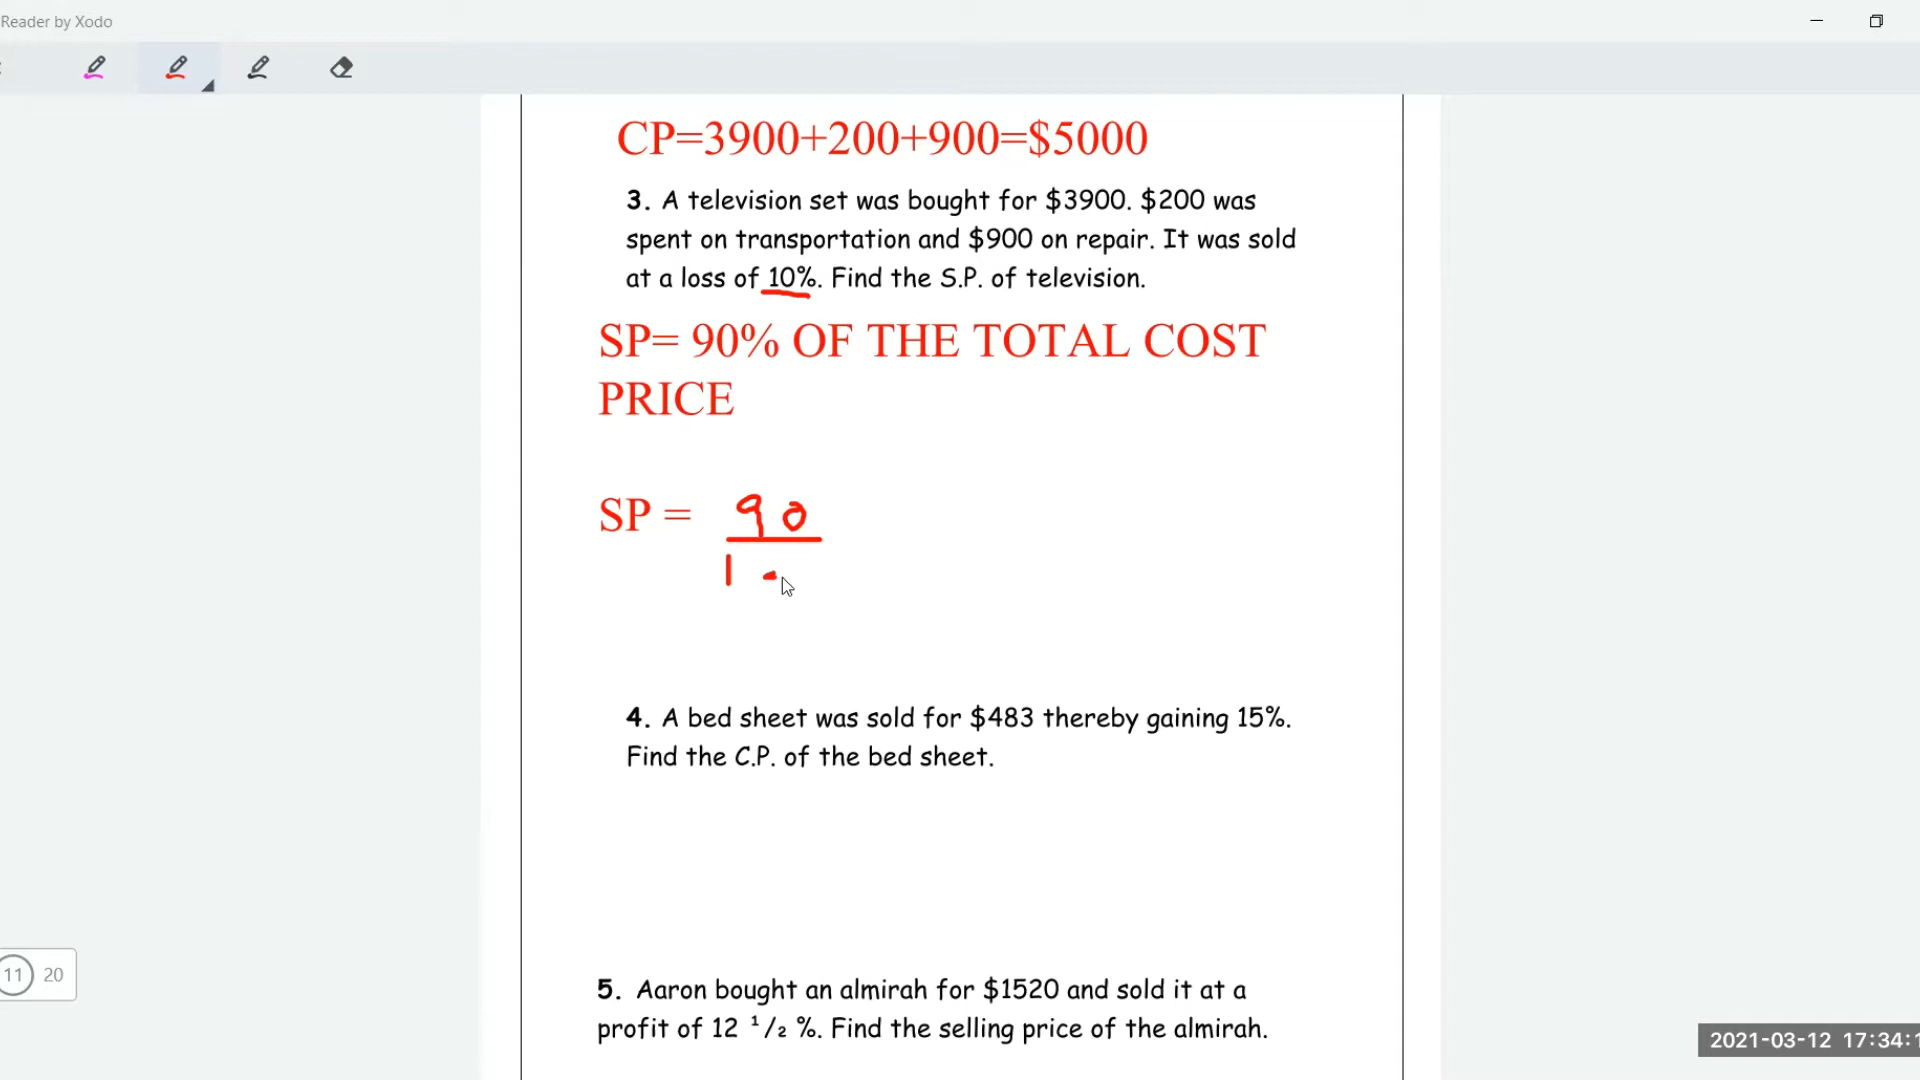 Reader by Xodo
CP=3900+200+900=$5000
3. A television set was bought for $3900. $200 was
spent on transportation and $900 on repair. It was sold
at a loss of 10%. Find the S.P. of television.
SP= 90% OF THE TOTAL COST
PRICE
SP = 90
1
4. A bed sheet was sold for $483 thereby gaining 15%.
Find the C.P. of the bed sheet.
11 20
5. Aaron bought an almirah for $1520 and sold it at a
profit of 12 ¹/₂ %. Find the selling price of the almirah.
2021-03-12 17:34:1